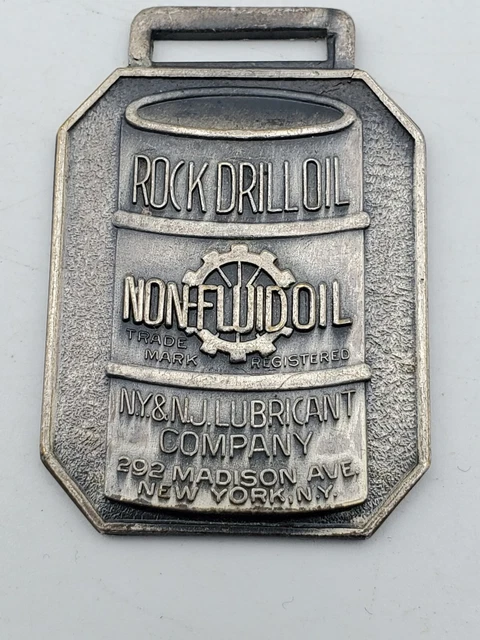 ROCK DRILL OIL
NON-FLUID OIL
TRADE
MARK REGISTERED
N.Y.&N.J. LUBRICANT
COMPANY
292 MADISON AVE.
NEW YORK, N.Y.